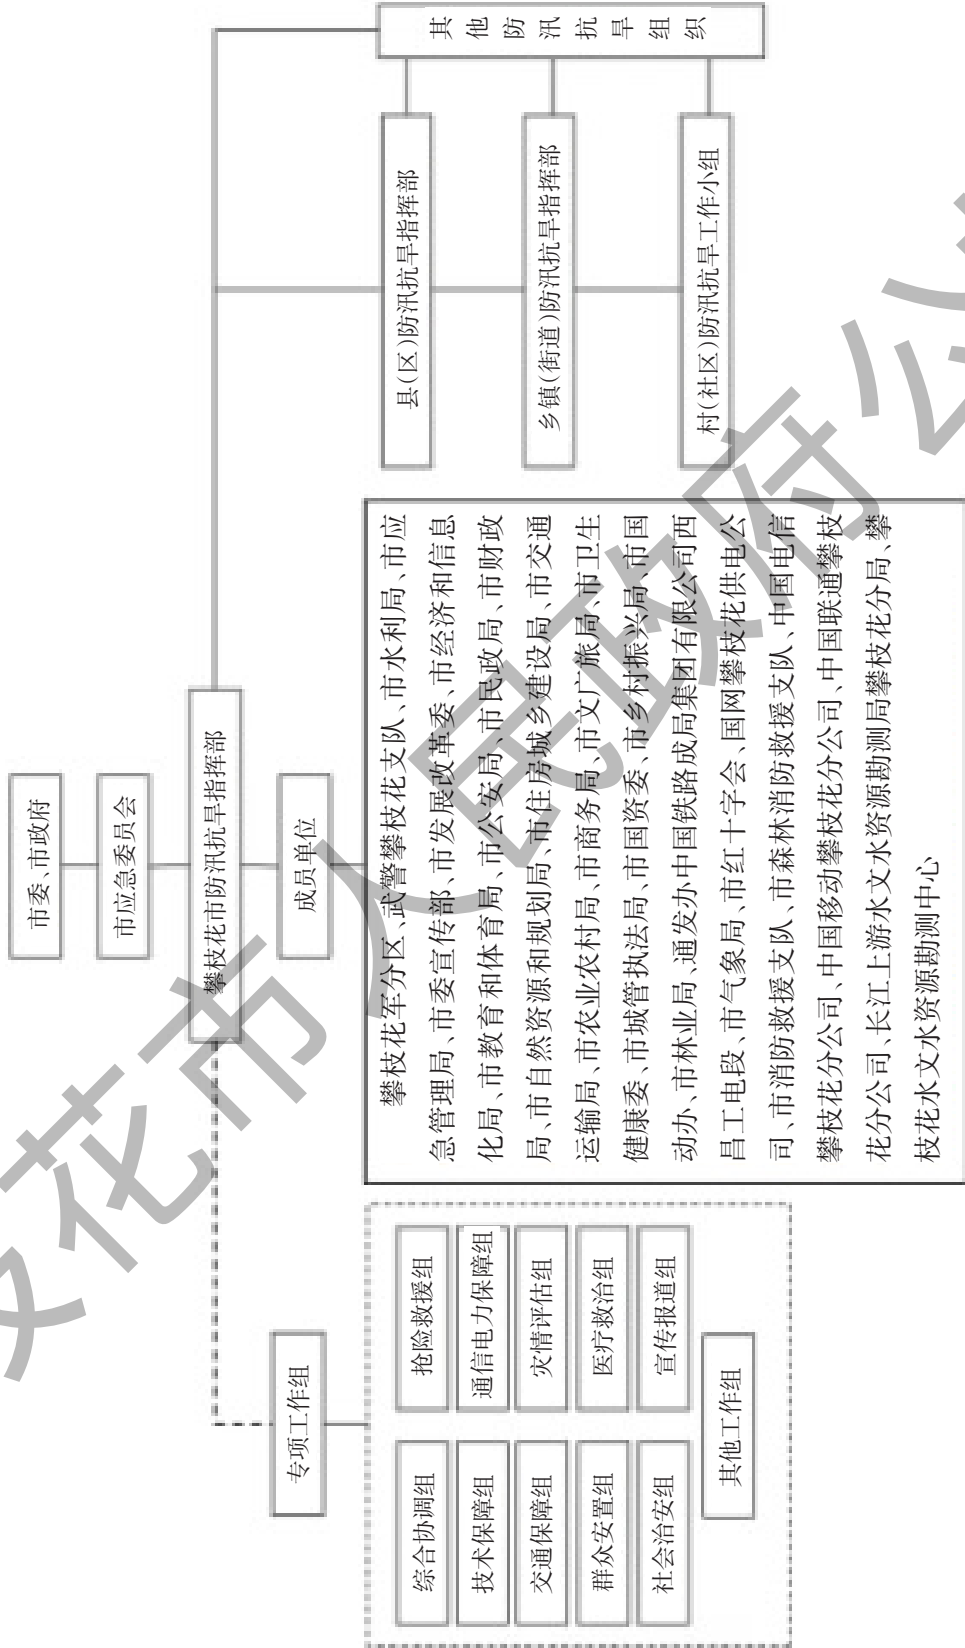 市委、市政府
市应急委员会
攀枝花市防汛抗旱指挥部
专项工作组
综合协调组
抢险救援组
技术保障组
通信电力保障组
交通保障组
灾情评估组
群众安置组
医疗救治组
社会治安组
宣传报道组
其他工作组
成员单位
攀枝花军分区、武警攀枝花支队、市水利局、市应
急管理局、市委宣传部、市发展改革委、市经济和信息
化局、市教育和体育局、市公安局、市民政局、市财政
局、市自然资源和规划局、市住房城乡建设局、市交通
运输局、市农业农村局、市商务局、市文广旅局、市卫生
健康委、市城管执法局、市国资委、市乡村振兴局、市国
动办、市林业局、通发办中国铁路成局集团有限公司西
昌工电段、市气象局、市红十字会、国网攀枝花供电公
司、市消防救援支队、市森林消防救援支队、中国电信
攀枝花分公司、中国移动攀枝花分公司、中国联通攀枝
花分公司、长江上游水文水资源勘测局攀枝花分局、攀
枝花水文水资源勘测中心
县(区)防汛抗旱指挥部
乡镇(街道)防汛抗旱指挥部
村(社区)防汛抗旱工作小组
其他防汛抗旱组织
枝花市人民政府公